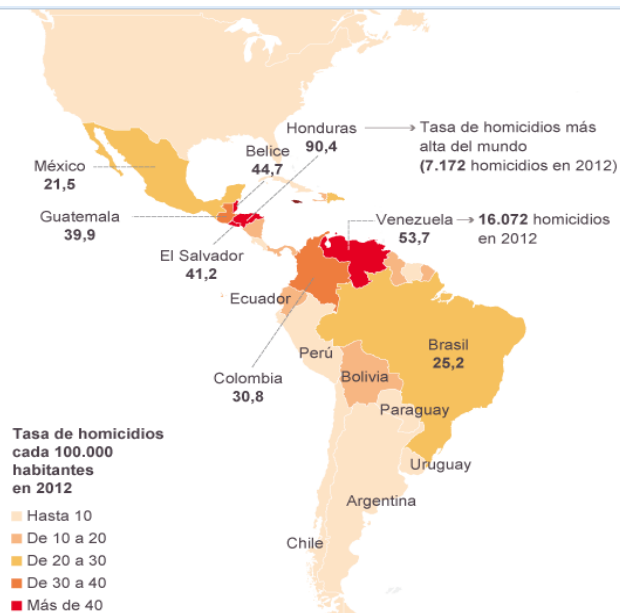 Honduras
90,4
Tasa de homicidios más
alta del mundo
(7.172 homicidios en 2012)
Belice
44,7
México
21,5
Guatemala
39,9
El Salvador
41,2
Venezuela
53,7
16.072 homicidios
en 2012
Ecuador
Perú
Brasil
25,2
Colombia
30,8
Bolivia
Paraguay
Uruguay
Argentina
Chile
Tasa de homicidios
cada 100.000
habitantes
en 2012
Hasta 10
De 10 a 20
De 20 a 30
De 30 a 40
Más de 40